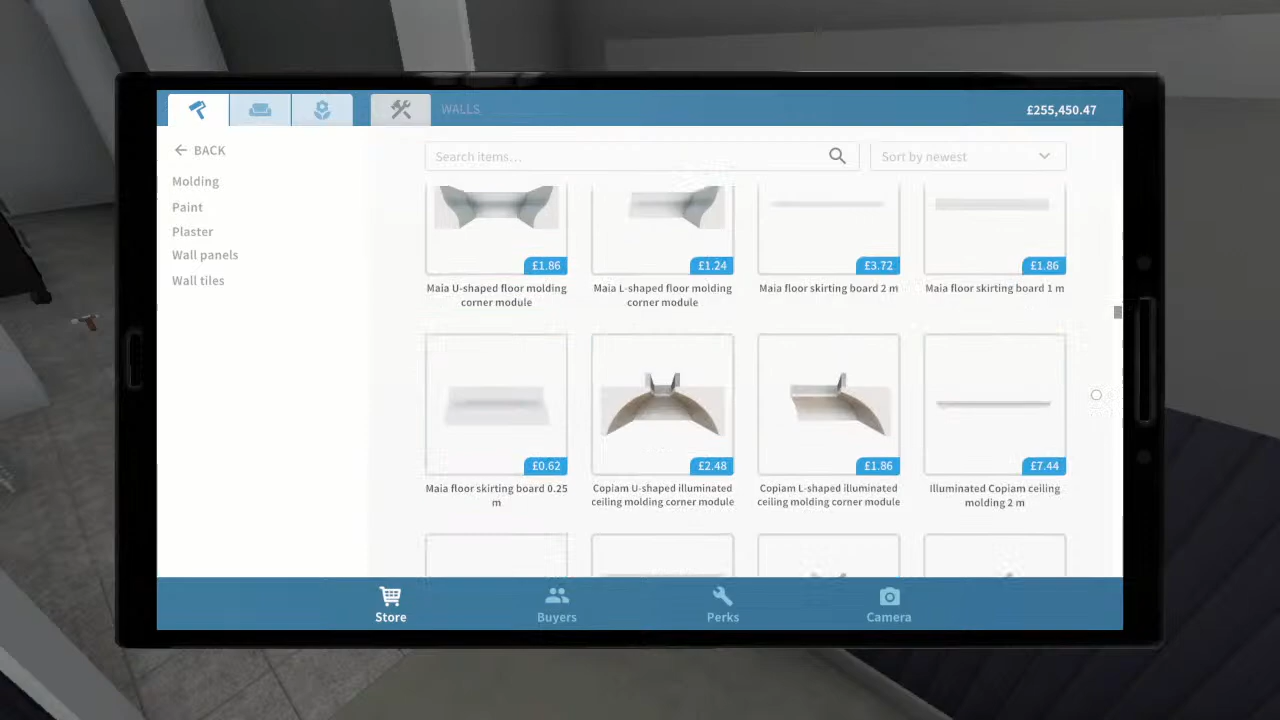 WALLS
£255,450.47
BACK
Search items...
Sort by newest
Molding
Paint
Plaster
Wall panels
Wall tiles
£1.86
£1.24
£3.72
£1.86
Maia U-shaped floor molding
corner module
Maia L-shaped floor molding
corner module
Maia floor skirting board 2 m
Maia floor skirting board 1 m
£0.62
£2.48
£1.86
£7.44
Maia floor skirting board 0.25
m
Copiam U-shaped illuminated
ceiling molding corner module
Copiam L-shaped illuminated
ceiling molding corner module
Illuminated Copiam ceiling
molding 2 m
Store
Buyers
Perks
Camera